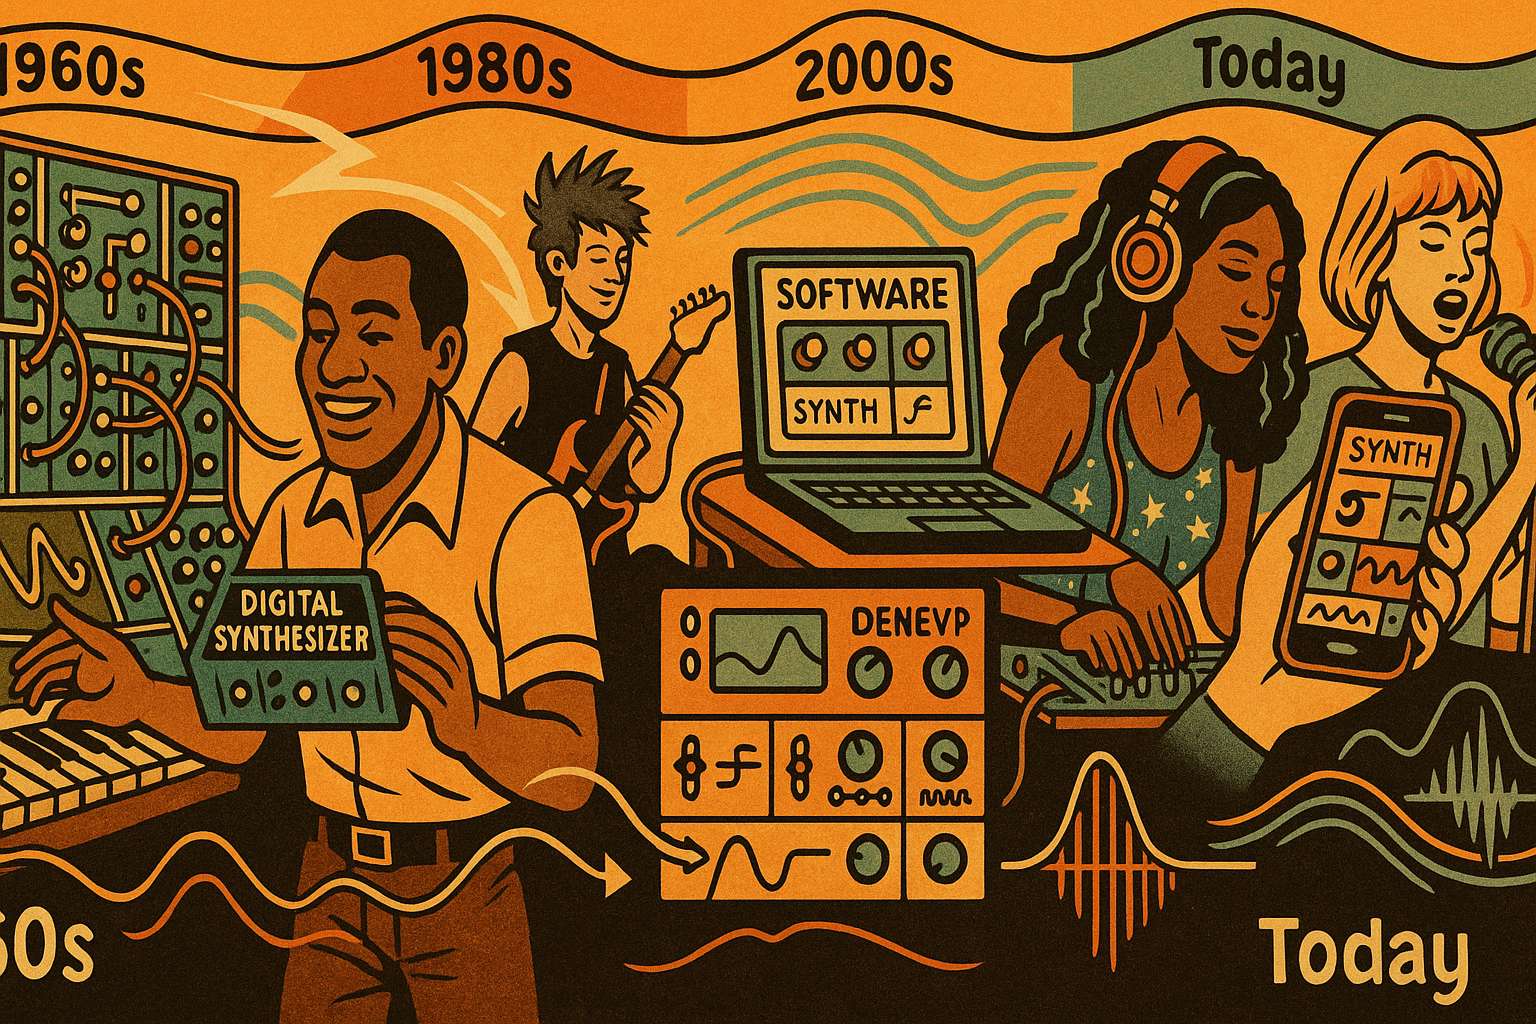 1960s
1980s
2000s
Today
SOFTWARE
SYNTH
SYNTH
DIGITAL
SYNTHESIZER
DENEVP
60s
Today